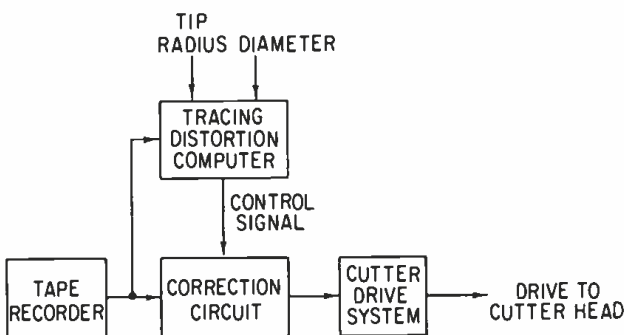 TIP
RADIUS DIAMETER
TRACING
DISTORTION
COMPUTER
CONTROL
SIGNAL
TAPE
RECORDER
CORRECTION
CIRCUIT
CUTTER
DRIVE
SYSTEM
DRIVE TO
CUTTER HEAD